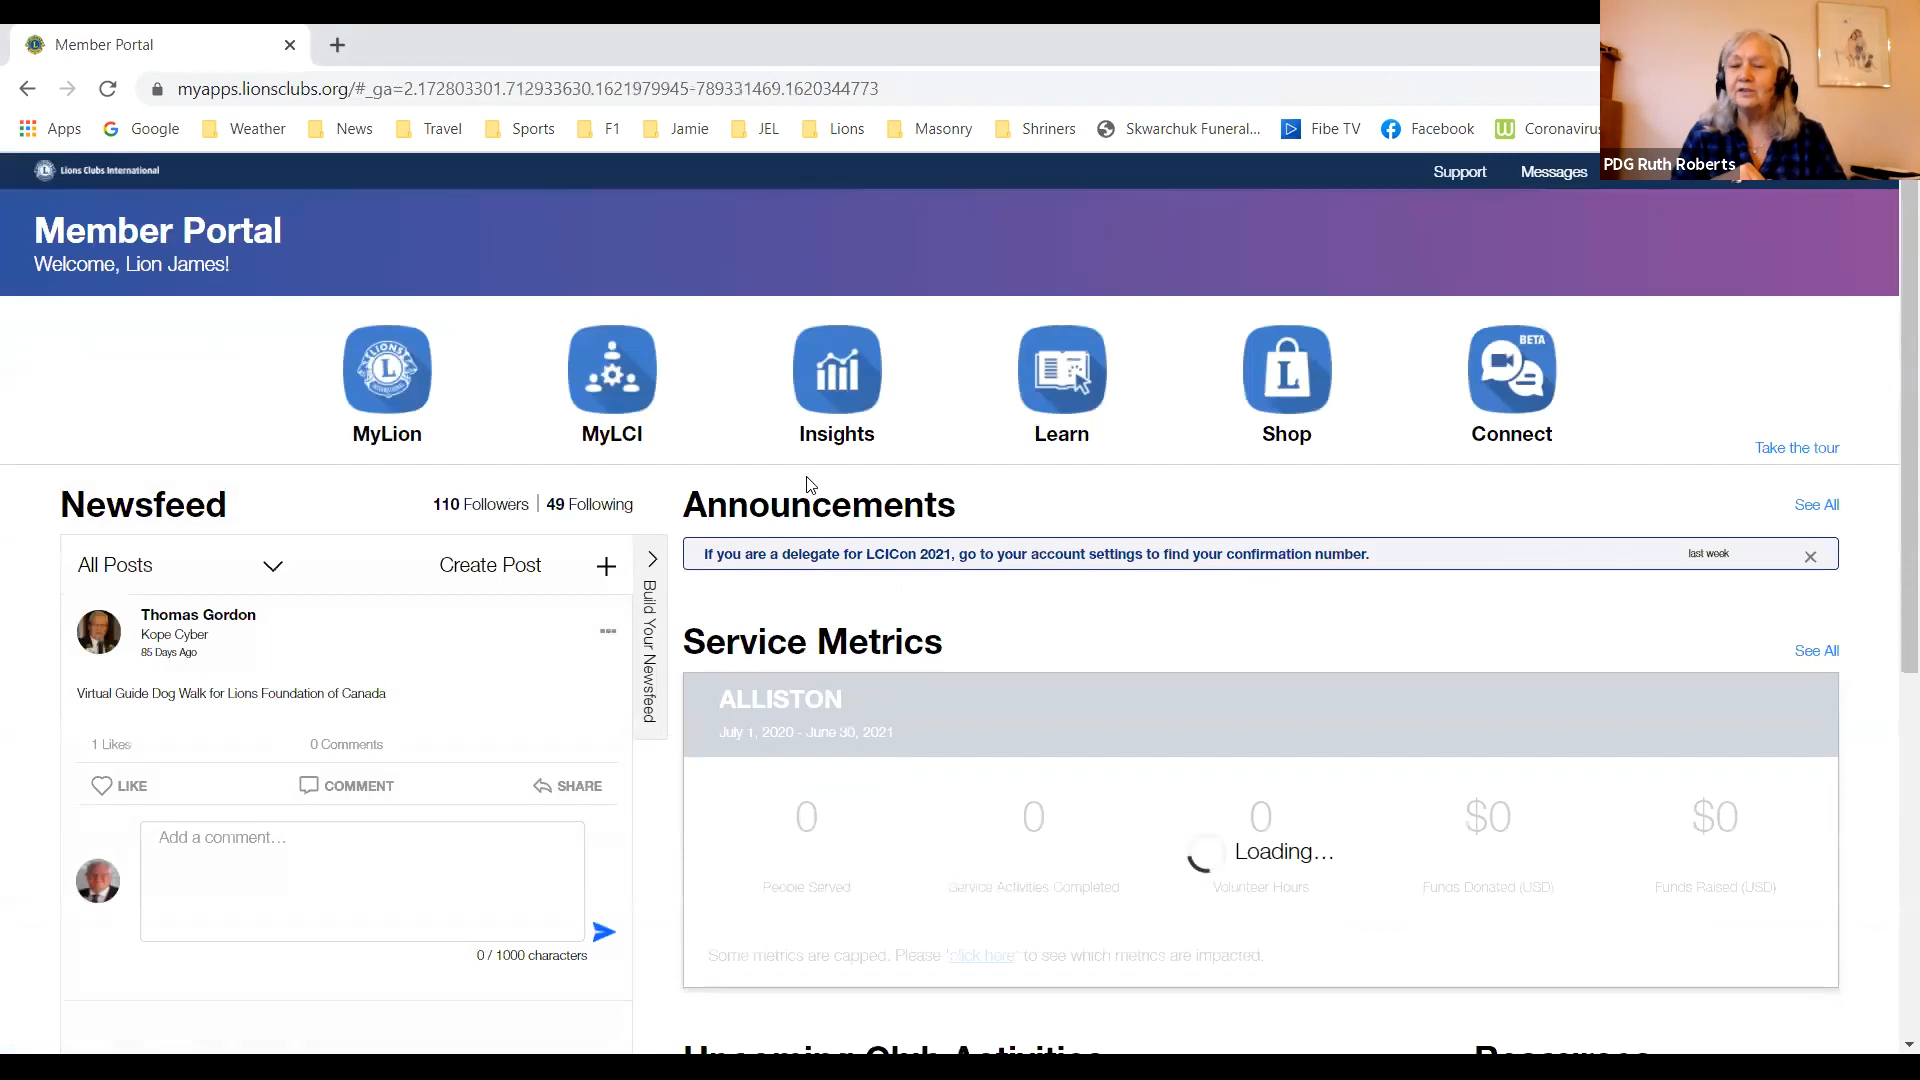 Member Portal
myapps.lionsclubs.org/#_ga=2.172803301.712933630.1621979945-789331469.1620344773
Apps Google Weather News Travel Sports F1 Jamie JEL Lions Masonry Shriners Skwarchuk Funeral... Fibe TV Facebook Coronavirus
PDG Ruth Roberts
Lions Clubs International Support Messages
Member Portal
Welcome, Lion James!
LIONS L INTERNATIONAL
L
BETA
MyLion MyLCI Insights Learn Shop Connect
Take the tour
Newsfeed 110 Followers | 49 Following
Announcements See All
All Posts Create Post +
Build Your Newsfeed
If you are a delegate for LCICon 2021, go to your account settings to find your confirmation number. last week
Thomas Gordon
Kope Cyber
85 Days Ago
Virtual Guide Dog Walk for Lions Foundation of Canada
1 Likes 0 Comments
LIKE COMMENT SHARE
Add a comment...
0 / 1000 characters
Service Metrics See All
ALLISTON
July 1, 2020 - June 30, 2021
0 0 0 $0 $0
Loading...
People Served Service Activities Completed Volunteer Hours Funds Donated (USD) Funds Raised (USD)
Some metrics are capped. Please 'click here' to see which metrics are impacted.
Upcoming Club Activities Resources